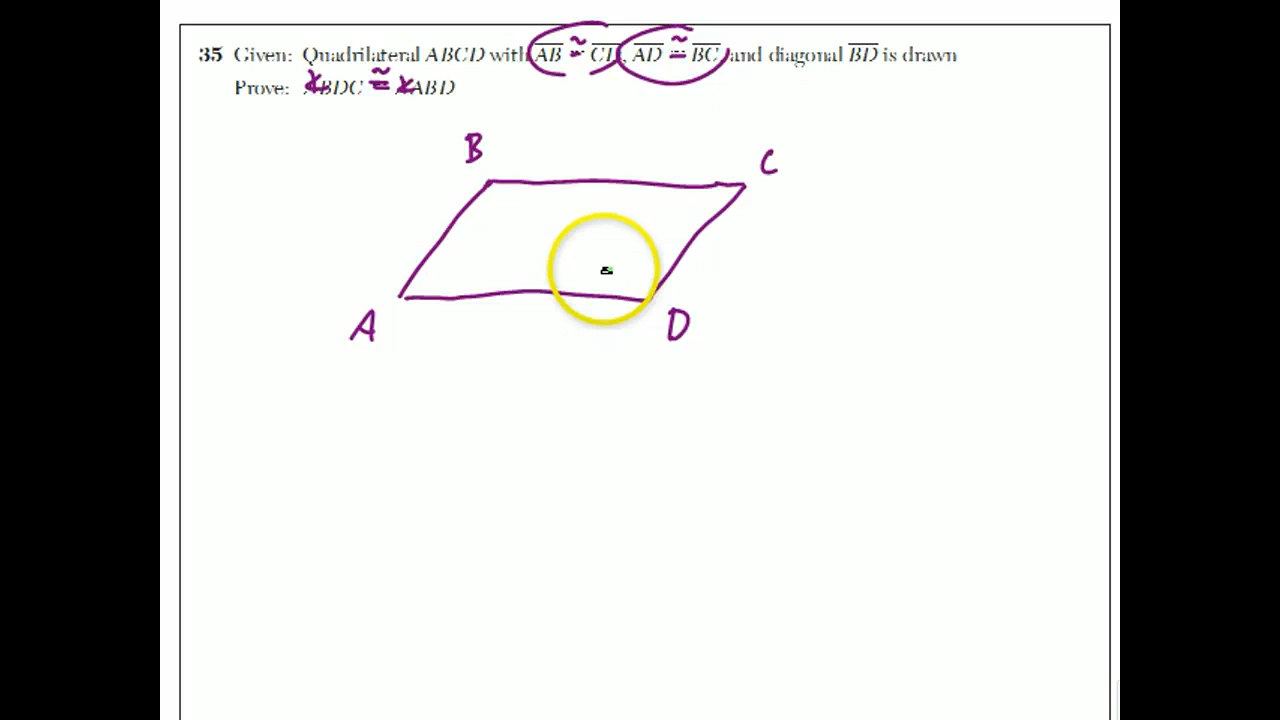 35 Given: Quadrilateral ABCD with AB ≅ CD, AD ≅ BC, and diagonal BD is drawn
Prove: ∠BDC ≅ ∠ABD
B
C
A
D